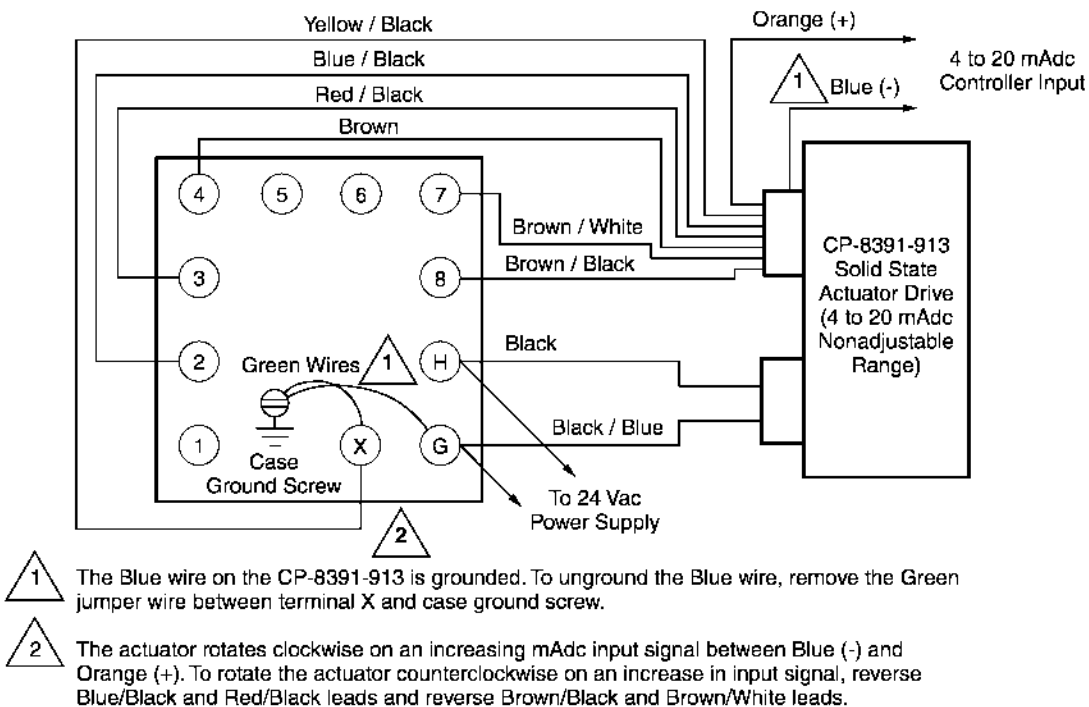 Yellow / Black
Orange (+)
Blue / Black
4 to 20 mAdc
Controller Input
1
Blue (-)
Red / Black
Brown
4
5
6
7
Brown / White
Brown / Black
3
8
CP-8391-913
Solid State
Actuator Drive
(4 to 20 mAdc
Nonadjustable
Range)
Black
2
Green Wires
1
H
Black / Blue
1
X
G
Case
Ground Screw
To 24 Vac
Power Supply
2
1
The Blue wire on the CP-8391-913 is grounded. To unground the Blue wire, remove the Green
jumper wire between terminal X and case ground screw.
2
The actuator rotates clockwise on an increasing mAdc input signal between Blue (-) and
Orange (+). To rotate the actuator counterclockwise on an increase in input signal, reverse
Blue/Black and Red/Black leads and reverse Brown/Black and Brown/White leads.